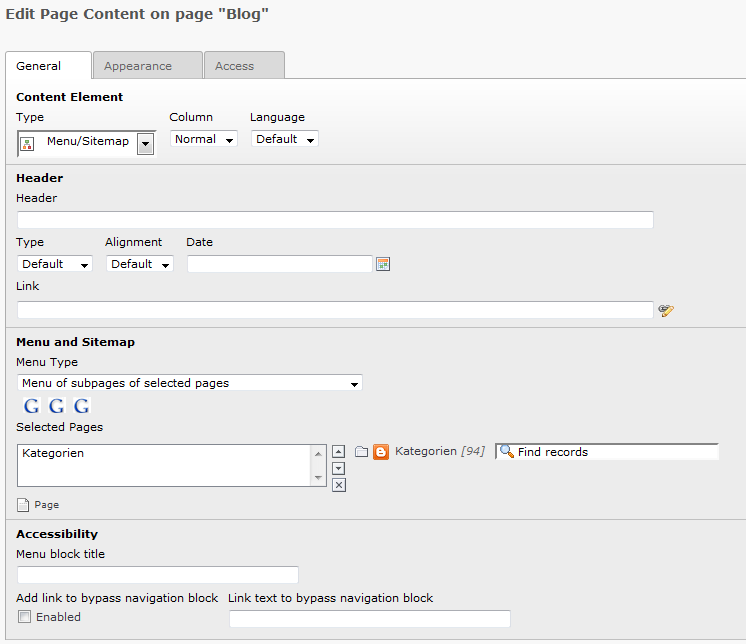 Edit Page Content on page "Blog"
General Appearance Access
Content Element
Type Column Language
Menu/Sitemap Normal Default
Header
Header
Type Alignment Date
Default Default
Link
Menu and Sitemap
Menu Type
Menu of subpages of selected pages
G G G
Selected Pages
Kategorien Kategorien [94] Find records
Page
Accessibility
Menu block title
Add link to bypass navigation block Link text to bypass navigation block
Enabled